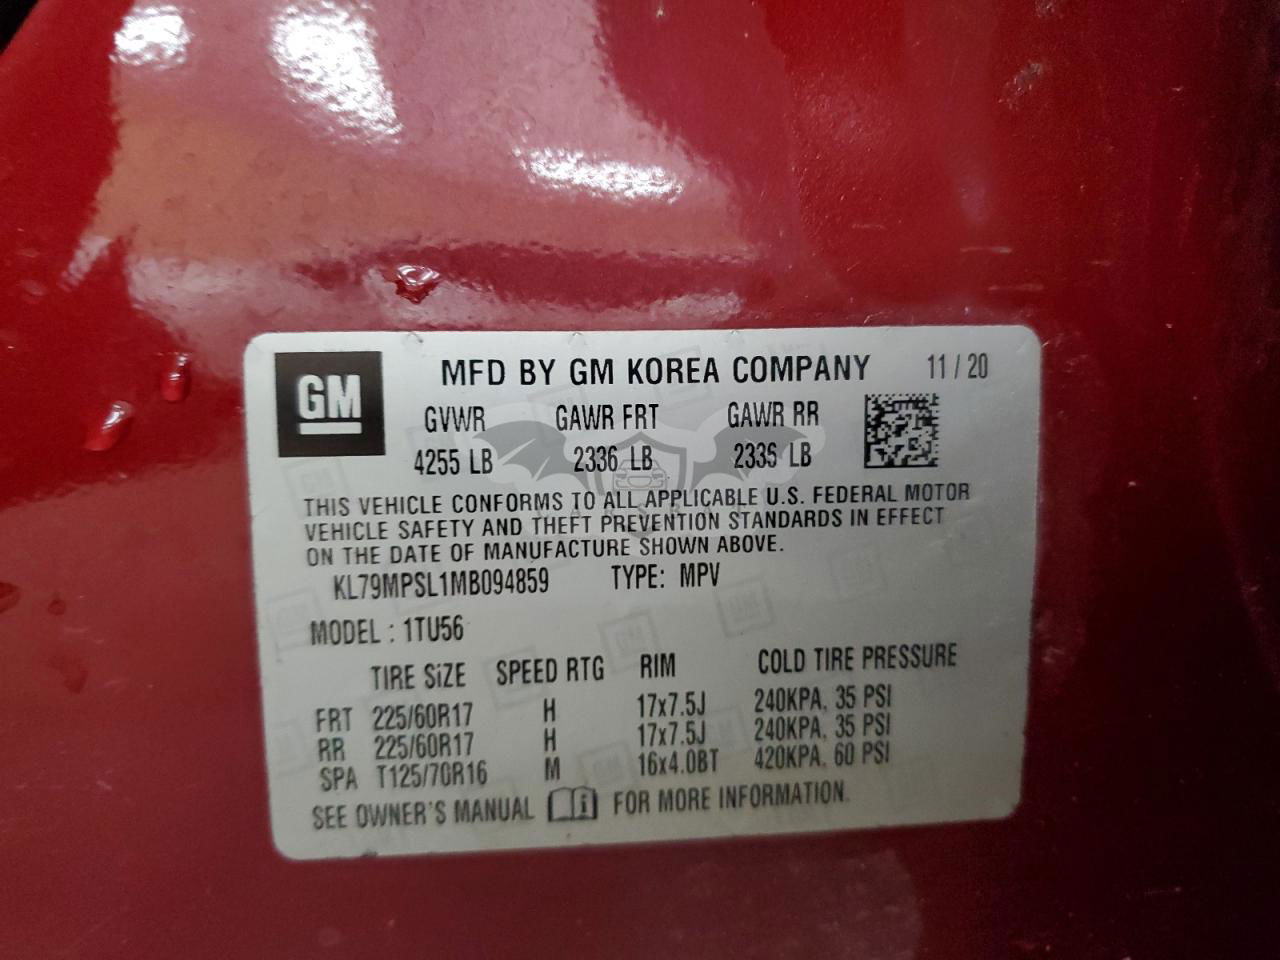 GM
MFD BY GM KOREA COMPANY 11 / 20
GVWR GAWR FRT GAWR RR
4255 LB 2336 LB 2335 LB
THIS VEHICLE CONFORMS TO ALL APPLICABLE U.S. FEDERAL MOTOR
VEHICLE SAFETY AND THEFT PREVENTION STANDARDS IN EFFECT
ON THE DATE OF MANUFACTURE SHOWN ABOVE.
KL79MPSL1MB094859 TYPE: MPV
MODEL : 1TU56
TIRE SiZE SPEED RTG RIM COLD TIRE PRESSURE
FRT 225/60R17 H 17x7.5J 240KPA, 35 PSI
RR 225/60R17 H 17x7.5J 240KPA, 35 PSI
SPA T125/70R16 M 16x4.0BT 420KPA, 60 PSI
SEE OWNER'S MANUAL i FOR MORE INFORMATION.